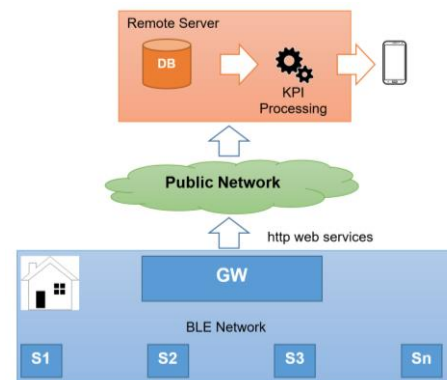 Remote Server
DB
KPI
Processing
Public Network
http web services
GW
BLE Network
S1
S2
S3
Sn